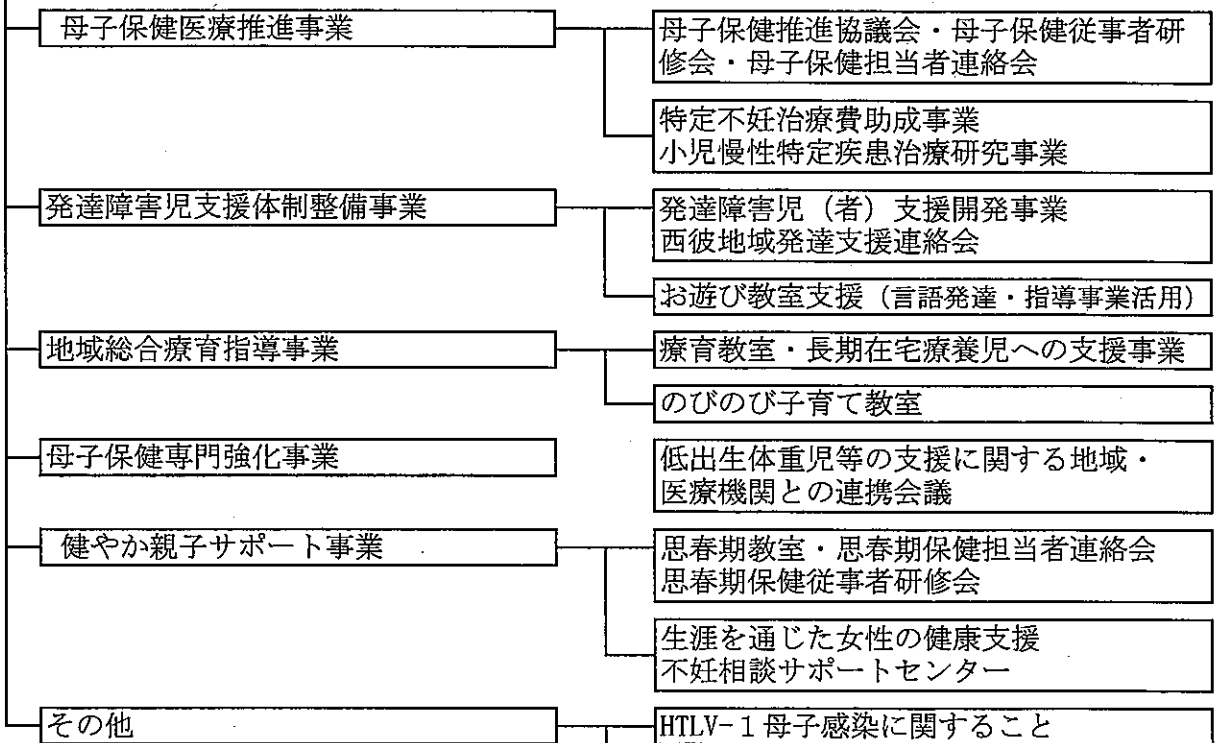 母子保健医療推進事業
母子保健推進協議会・母子保健従事者研
修会・母子保健担当者連絡会
特定不妊治療費助成事業
小児慢性特定疾患治療研究事業
発達障害児支援体制整備事業
発達障害児（者）支援開発事業
西彼地域発達支援連絡会
お遊び教室支援（言語発達・指導事業活用）
地域総合療育指導事業
療育教室・長期在宅療養児への支援事業
のびのび子育て教室
母子保健専門強化事業
低出生体重児等の支援に関する地域・
医療機関との連携会議
健やか親子サポート事業
思春期教室・思春期保健担当者連絡会
思春期保健従事者研修会
生涯を通じた女性の健康支援
不妊相談サポートセンター
その他
HTLV-1母子感染に関すること